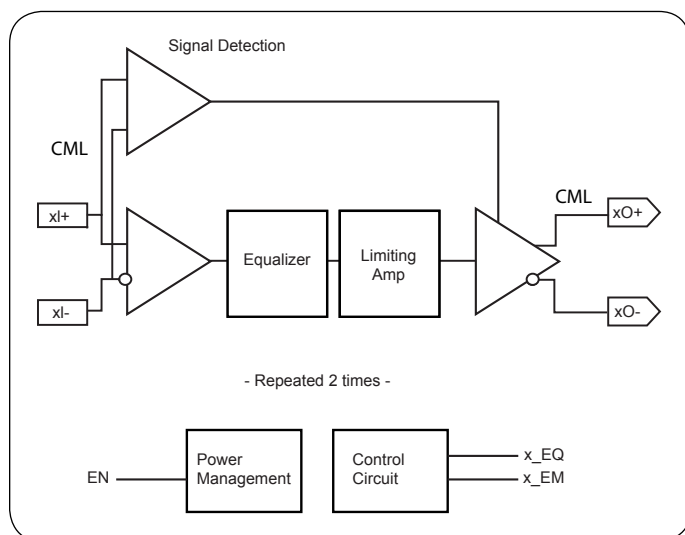 Signal Detection
CML
CML
xI+
xO+
Equalizer
Limiting
Amp
xI-
xO-
- Repeated 2 times -
EN
Power
Management
Control
Circuit
x_EQ
x_EM